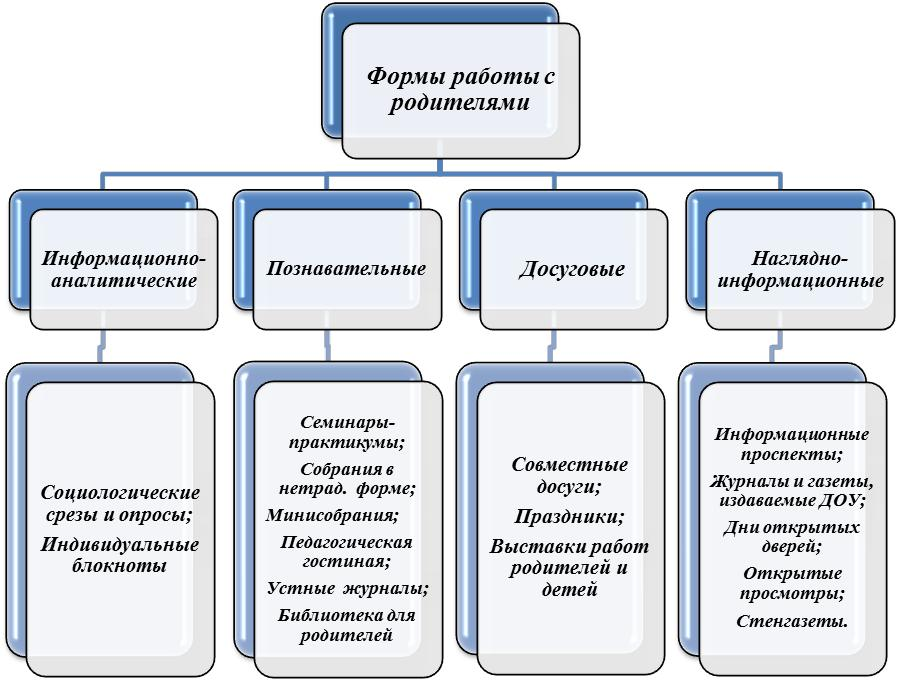 Формы работы с
родителями
Информационно-
аналитические
Познавательные
Досуговые
Наглядно-
информационные
Социологические
срезы и опросы;
Индивидуальные
блокноты
Семинары-
практикумы;
Собрания в
нетрад. форме;
Минисобрания;
Педагогическая
гостиная;
Устные журналы;
Библиотека для
родителей
Совместные
досуги;
Праздники;
Выставки работ
родителей и
детей
Информационные
проспекты;
Журналы и газеты,
издаваемые ДОУ;
Дни открытых
дверей;
Открытые
просмотры;
Стенгазеты.